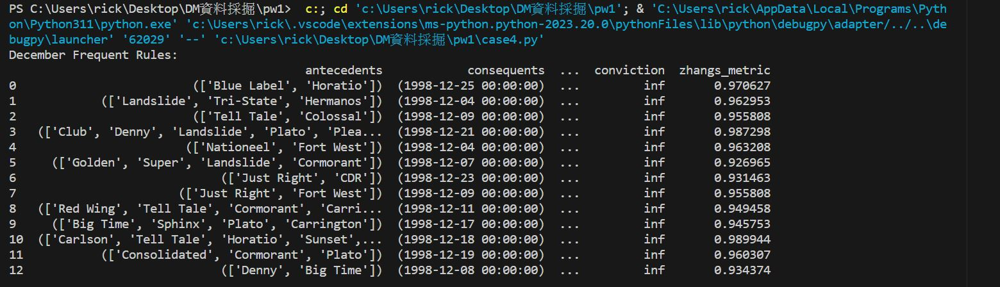 PS C:\Users\rick\Desktop\DM資料採掘\pw1>  c:; cd 'c:\Users\rick\Desktop\DM資料採掘\pw1'; & 'C:\Users\rick\AppData\Local\Programs\Pyth
on\Python311\python.exe' 'c:\Users\rick\.vscode\extensions\ms-python.python-2023.20.0\pythonFiles\lib\python\debugpy\adapter/../..\de
bugpy\launcher' '62029' '--' 'c:\Users\rick\Desktop\DM資料採掘\pw1\case4.py'
December Frequent Rules:
antecedents consequents ... conviction zhangs_metric
0 (['Blue Label', 'Horatio']) (1998-12-25 00:00:00) ... inf 0.970627
1 (['Landslide', 'Tri-State', 'Hermanos']) (1998-12-04 00:00:00) ... inf 0.962953
2 (['Tell Tale', 'Colossal']) (1998-12-09 00:00:00) ... inf 0.955808
3 (['Club', 'Denny', 'Landslide', 'Plato', 'Plea... (1998-12-21 00:00:00) ... inf 0.987298
4 (['Nationeel', 'Fort West']) (1998-12-04 00:00:00) ... inf 0.963208
5 (['Golden', 'Super', 'Landslide', 'Cormorant']) (1998-12-07 00:00:00) ... inf 0.926965
6 (['Just Right', 'CDR']) (1998-12-23 00:00:00) ... inf 0.931463
7 (['Just Right', 'Fort West']) (1998-12-09 00:00:00) ... inf 0.955808
8 (['Red Wing', 'Tell Tale', 'Cormorant', 'Carri... (1998-12-11 00:00:00) ... inf 0.949458
9 (['Big Time', 'Sphinx', 'Plato', 'Carrington']) (1998-12-17 00:00:00) ... inf 0.945753
10 (['Carlson', 'Tell Tale', 'Horatio', 'Sunset',... (1998-12-18 00:00:00) ... inf 0.989944
11 (['Consolidated', 'Cormorant', 'Plato']) (1998-12-19 00:00:00) ... inf 0.960307
12 (['Denny', 'Big Time']) (1998-12-08 00:00:00) ... inf 0.934374